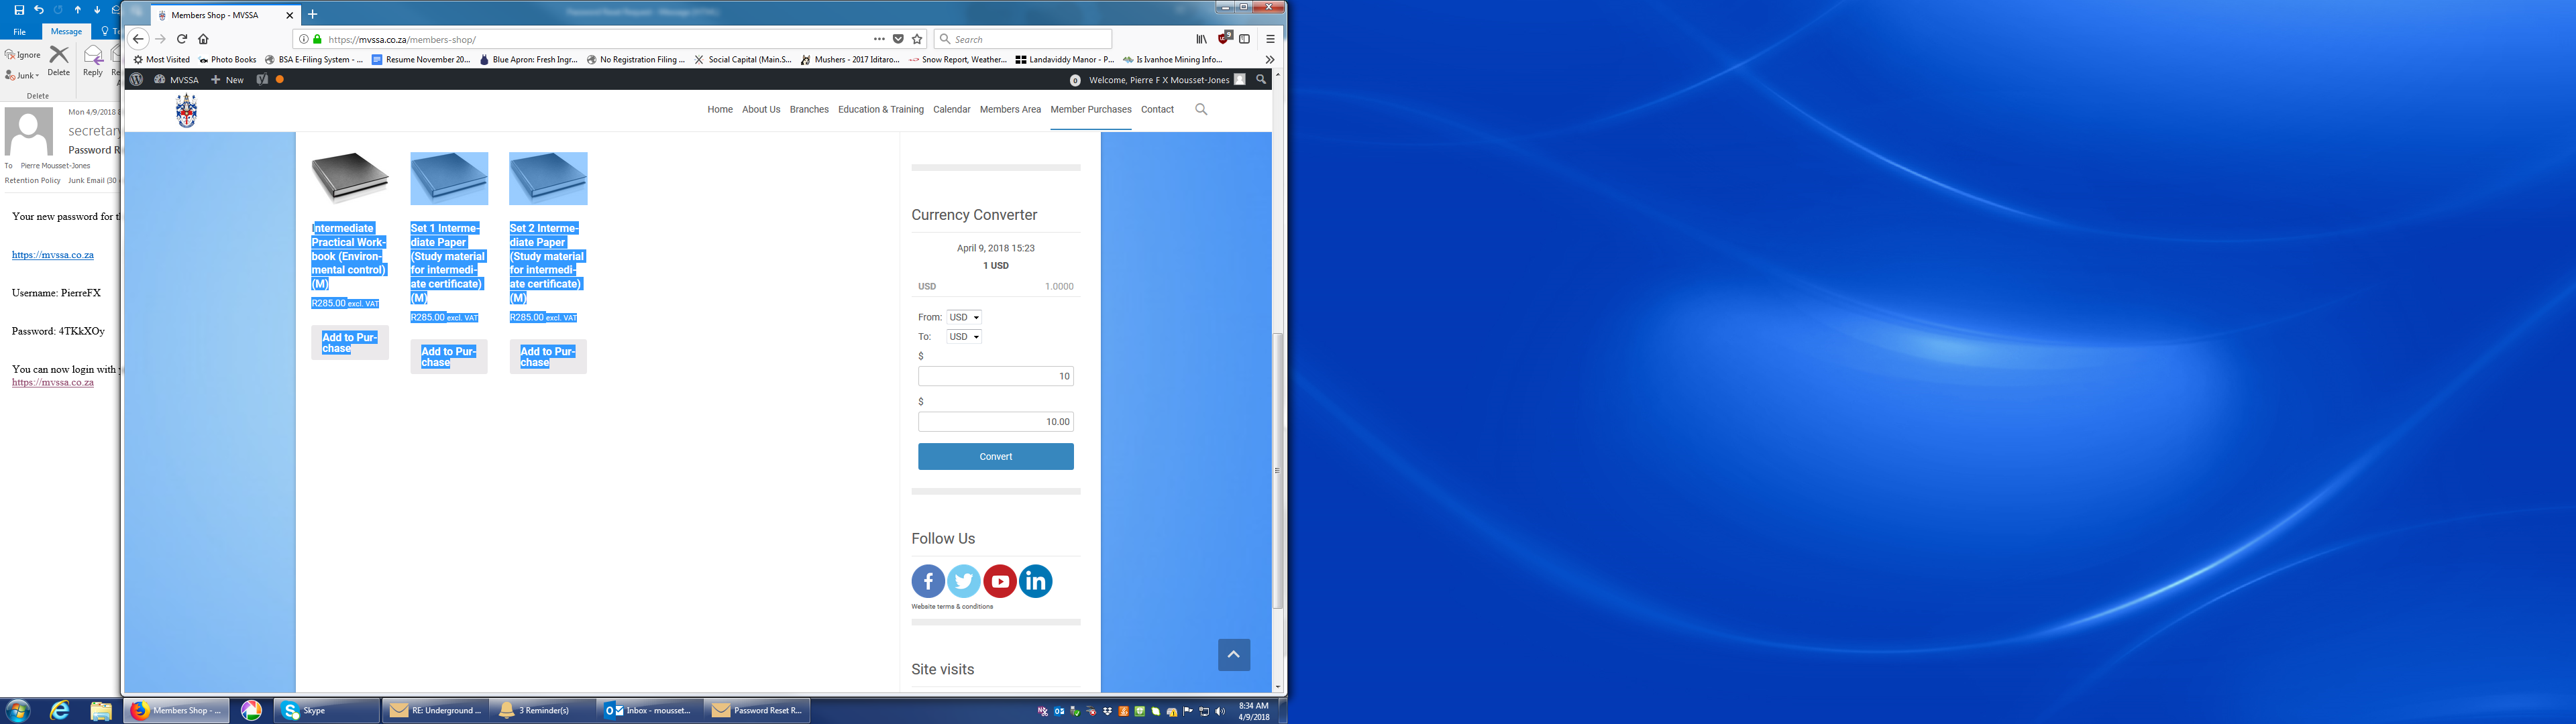 Members Shop - MVSSA
File
Message
https://mvssa.co.za/members-shop/
Search
Ignore
Junk
Delete
Reply
Delete
Most Visited
Photo Books
BSA E-Filing System - ...
Resume November 20...
Blue Apron: Fresh Ingr...
No Registration Filing ...
Social Capital (Main.S...
Mushers - 2017 Iditaro...
Snow Report, Weather...
Landaviddy Manor - P...
Is Ivanhoe Mining Info...
MVSSA
New
0
Welcome, Pierre F X Mousset-Jones
Home
About Us
Branches
Education & Training
Calendar
Members Area
Member Purchases
Contact
Mon 4/9/2018 8
secretary
Password R
To Pierre Mousset-Jones
Retention Policy Junk Email (30
Your new password for th
https://mvssa.co.za
Username: PierreFX
Password: 4TKkXOy
You can now login with y
https://mvssa.co.za
Intermediate
Practical Work-
book (Environ-
mental control)
(M)
R285.00 excl. VAT
Add to Pur-
chase
Set 1 Interme-
diate Paper
(Study material
for intermedi-
ate certificate)
(M)
R285.00 excl. VAT
Add to Pur-
chase
Set 2 Interme-
diate Paper
(Study material
for intermedi-
ate certificate)
(M)
R285.00 excl. VAT
Add to Pur-
chase
Currency Converter
April 9, 2018 15:23
1 USD
USD 1.0000
From: USD
To: USD
$
10
$
10.00
Convert
Follow Us
Website terms & conditions
Site visits
Members Shop - ...
Skype
RE: Underground ...
3 Reminder(s)
Inbox - mousset...
Password Reset R...
8:34 AM
4/9/2018